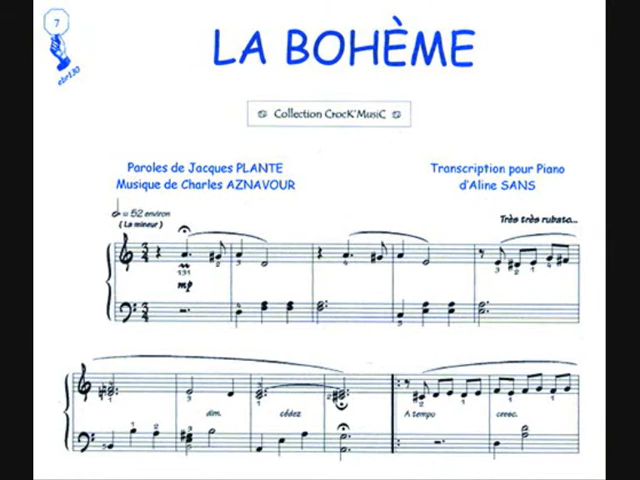 7
ebr130
LA BOHÈME
Collection CrocK'MusiC
Paroles de Jacques PLANTE
Musique de Charles AZNAVOUR
Transcription pour Piano
d'Aline SANS
= 52 environ
( La mineur )
Très très rubato...
mp
dim. cédez
A tempo cresc.